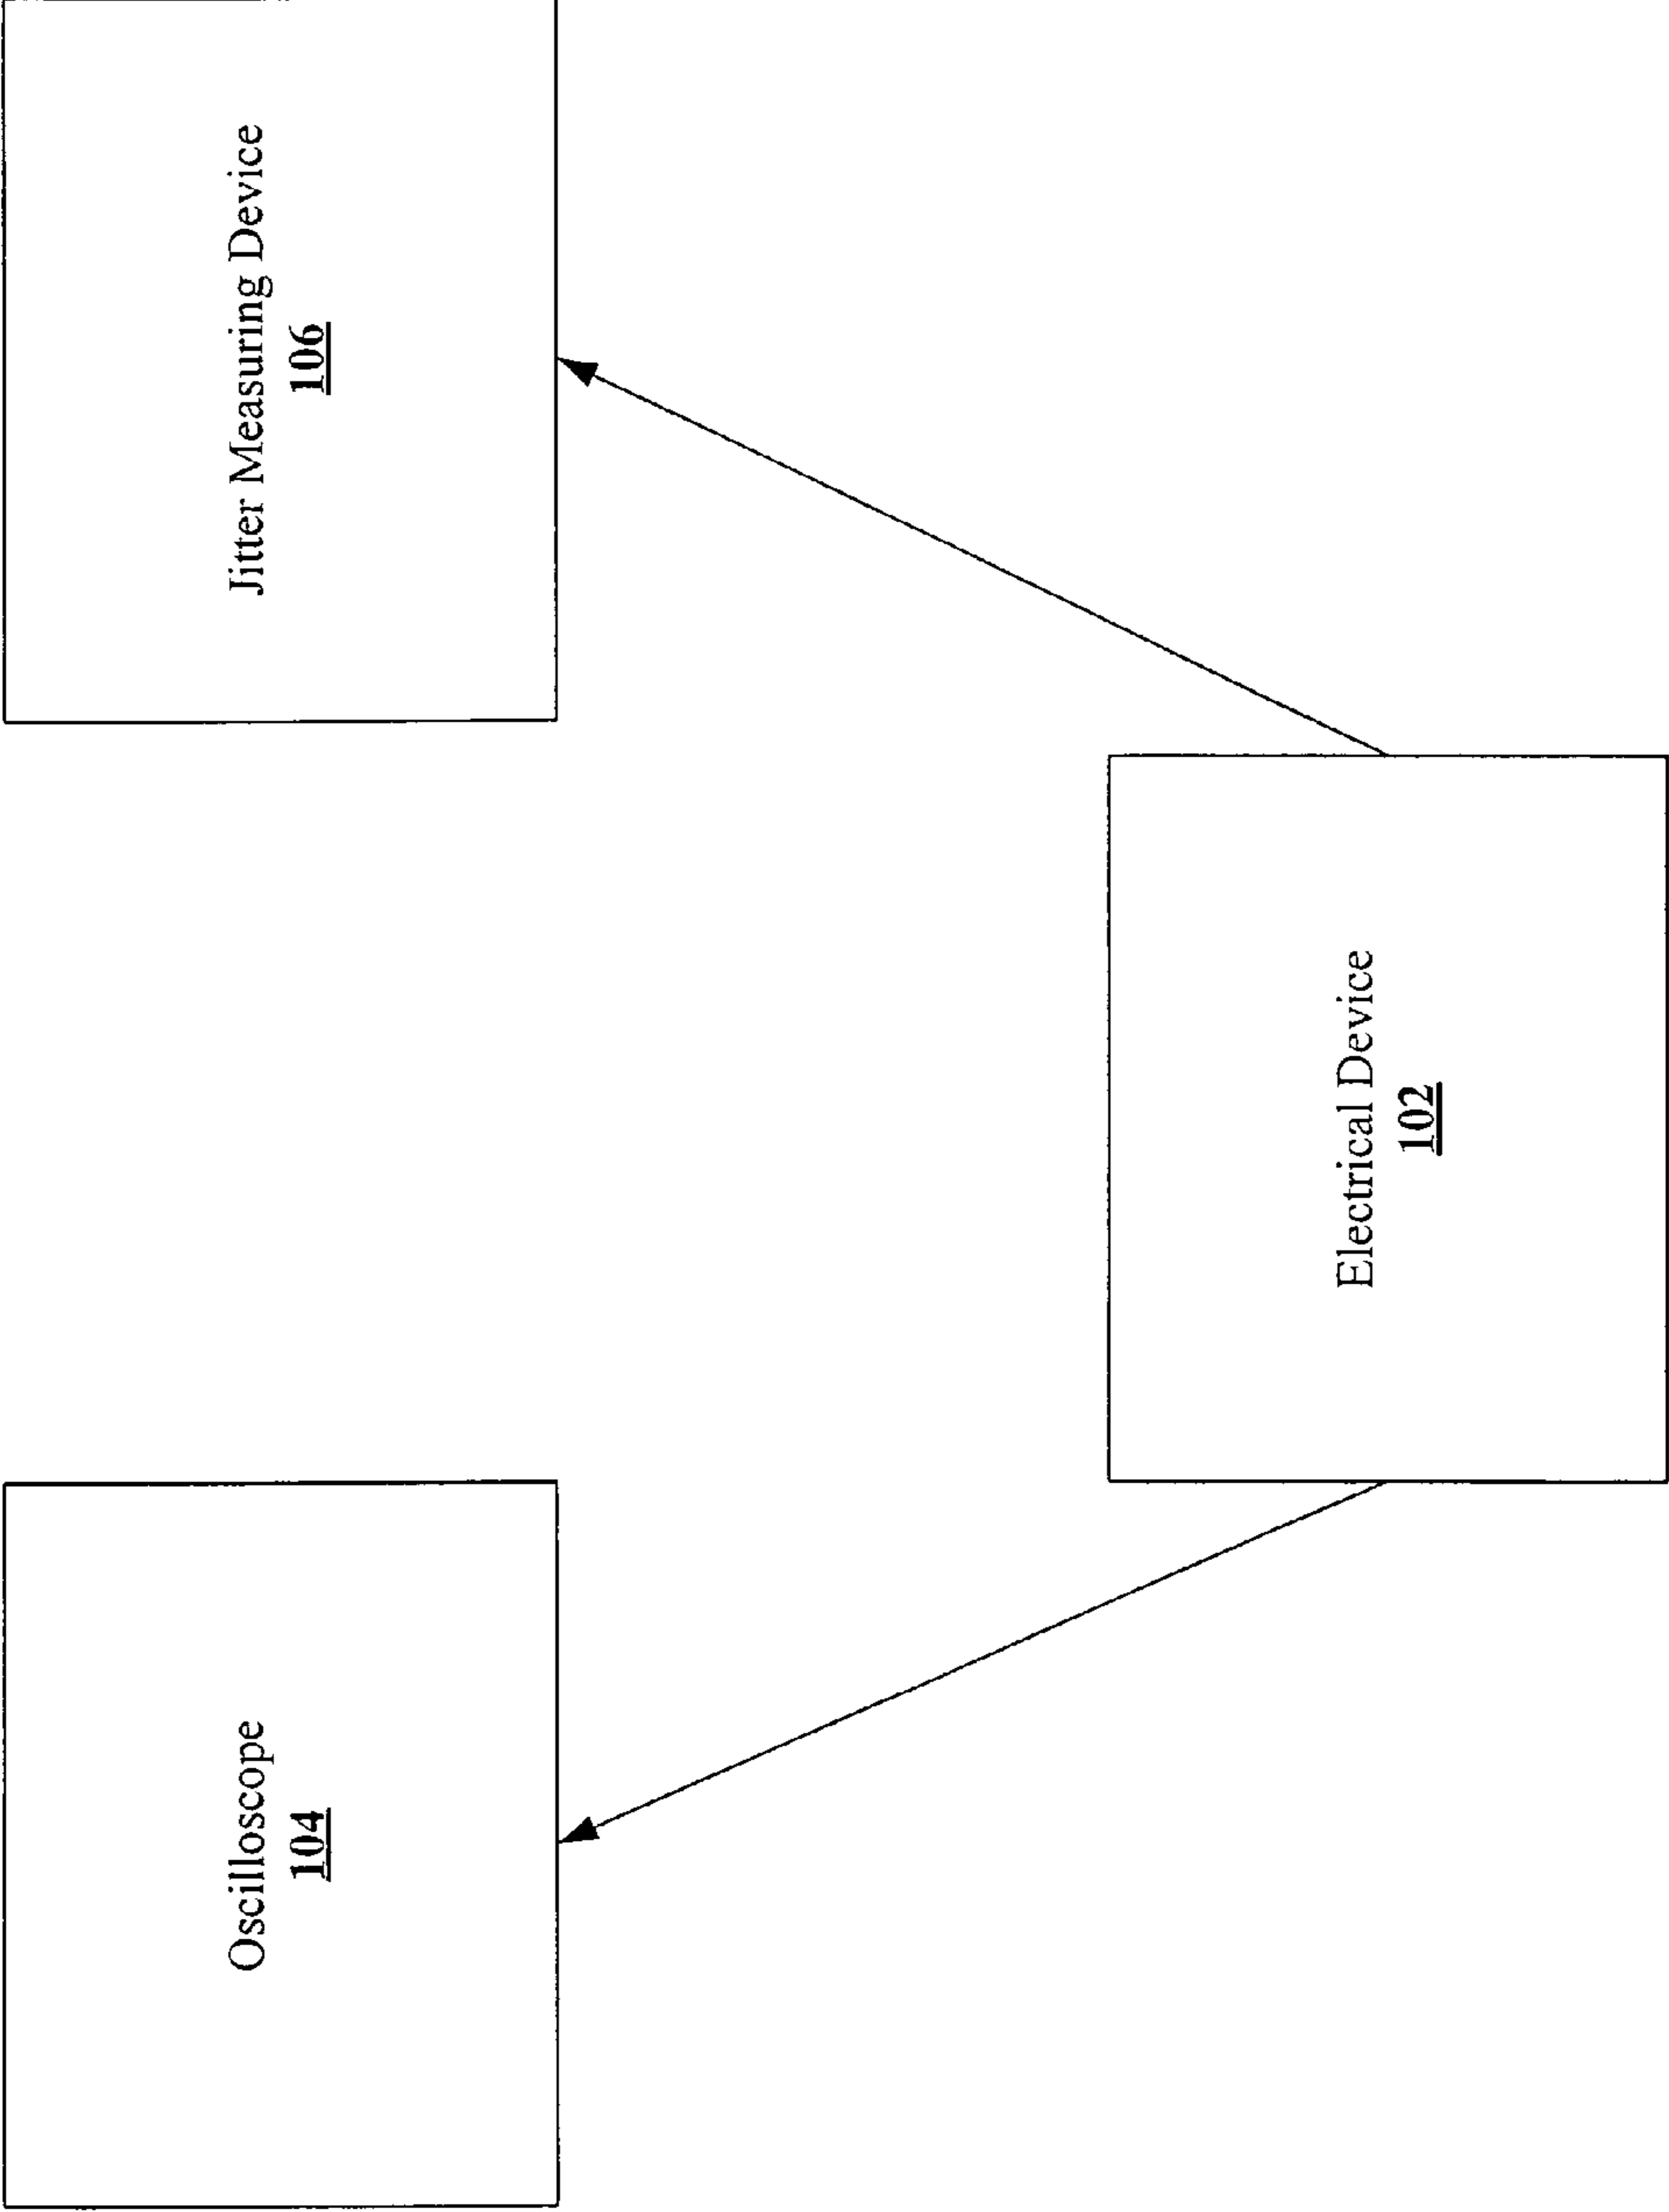 Oscilloscope
104
Jitter Measuring Device
106
Electrical Device
102